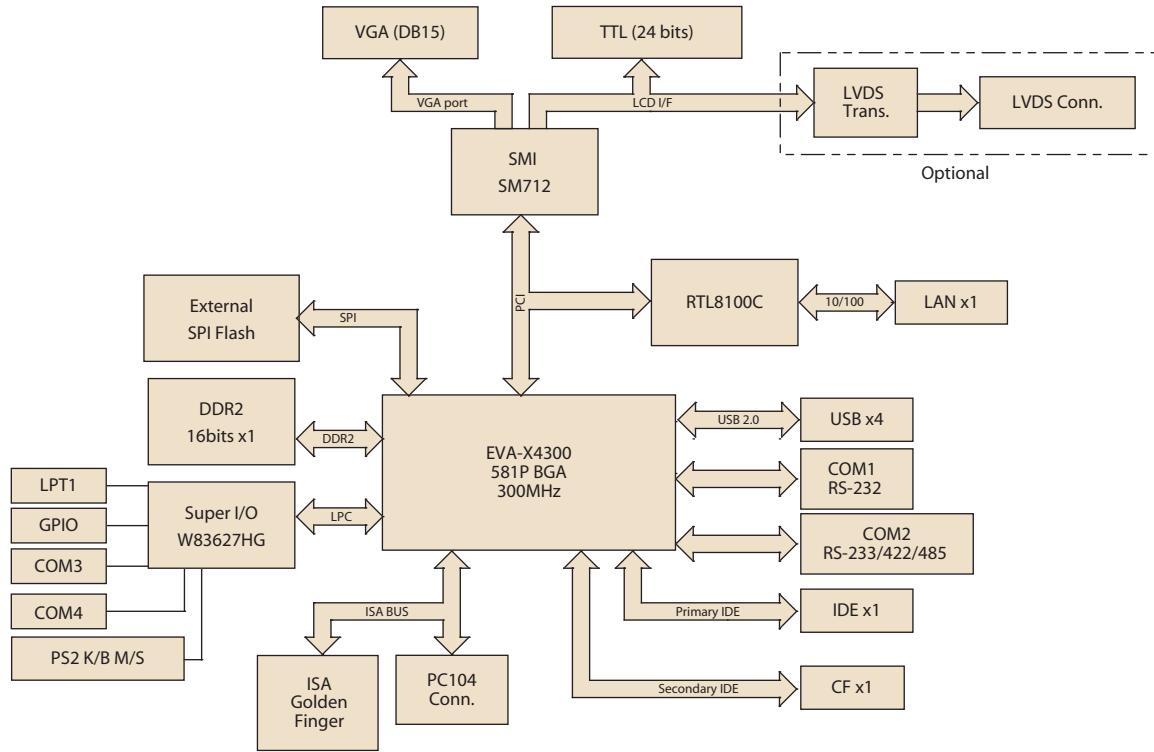 VGA (DB15)
TTL (24 bits)
LVDS
Trans.
LVDS Conn.
VGA port
LCD I/F
Optional
SMI
SM712
External
SPI Flash
SPI
PCI
RTL8100C
10/100
LAN x1
DDR2
16bits x1
DDR2
EVA-X4300
581P BGA
300MHz
USB 2.0
USB x4
COM1
RS-232
COM2
RS-233/422/485
LPT1
GPIO
COM3
COM4
PS2 K/B M/S
Super I/O
W83627HG
LPC
ISA BUS
Primary IDE
IDE x1
Secondary IDE
CF x1
ISA
Golden
Finger
PC104
Conn.